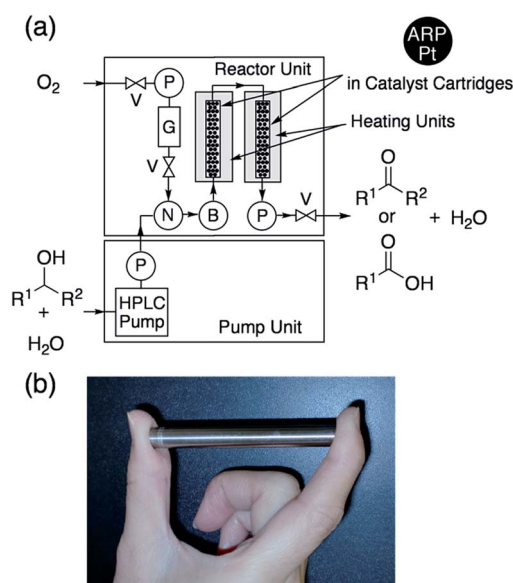 (a)
ARP
Pt
O2
V
P
Reactor Unit
in Catalyst Cartridges
G
Heating Units
V
N
B
P
V
O
R1
R2
or
+ H2O
O
R1
OH
P
OH
R1
R2
+
H2O
HPLC
Pump
Pump Unit
(b)